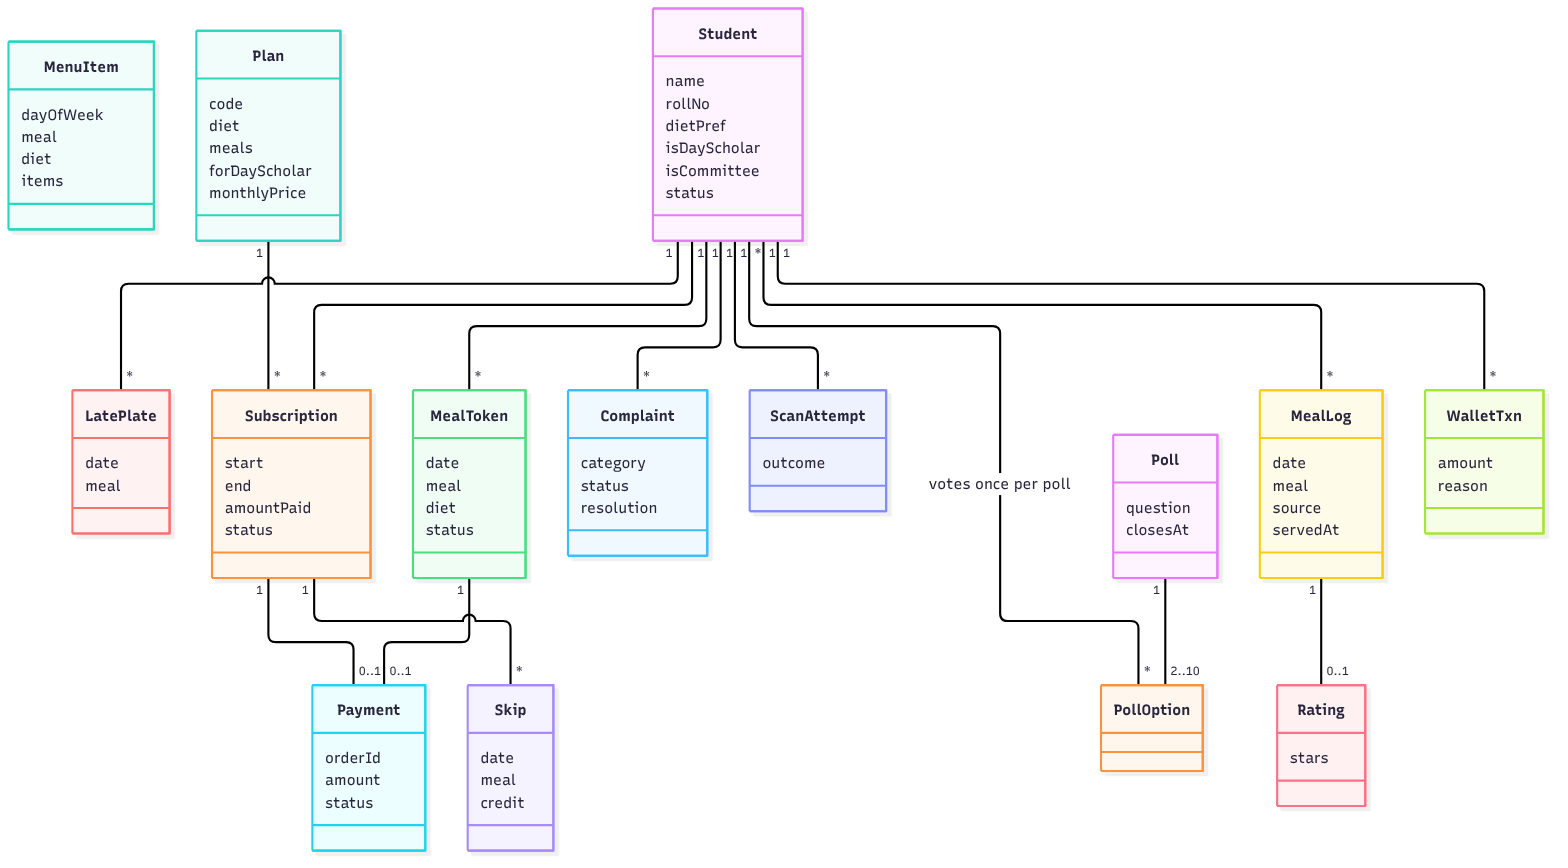 MenuItem
dayOfWeek
meal
diet
items
Plan
code
diet
meals
forDayScholar
monthlyPrice
Student
name
rollNo
dietPref
isDayScholar
isCommittee
status
1
1
1
1
1
1
*
1
1
*
*
*
*
*
*
*
*
LatePlate
date
meal
Subscription
start
end
amountPaid
status
MealToken
date
meal
diet
status
Complaint
category
status
resolution
ScanAttempt
outcome
votes once per poll
Poll
question
closesAt
MealLog
date
meal
source
servedAt
WalletTxn
amount
reason
1
1
1
1
1
0..1
0..1
*
*
2..10
0..1
Payment
orderId
amount
status
Skip
date
meal
credit
PollOption
Rating
stars